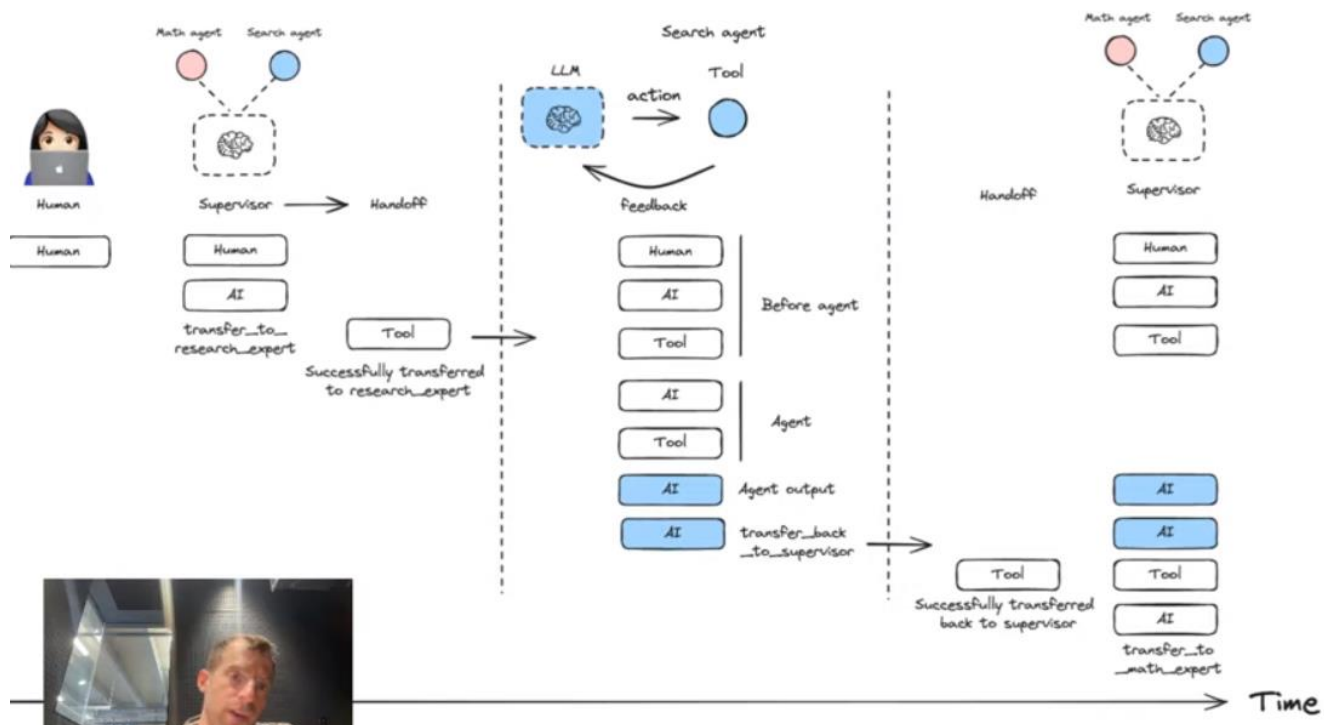 Math agent
Search agent
Human
Supervisor
Handoff
Human
Human
AI
transfer_to_
research_expert
Tool
Successfully transferred
to research_expert
Search agent
LLM
action
Tool
feedback
Human
AI
Tool
Before agent
AI
Tool
Agent
AI
Agent output
AI
transfer_back
_to_supervisor
Handoff
Tool
Successfully transferred
back to supervisor
Math agent
Search agent
Supervisor
Human
AI
Tool
AI
AI
Tool
AI
transfer_to
_math_expert
Time